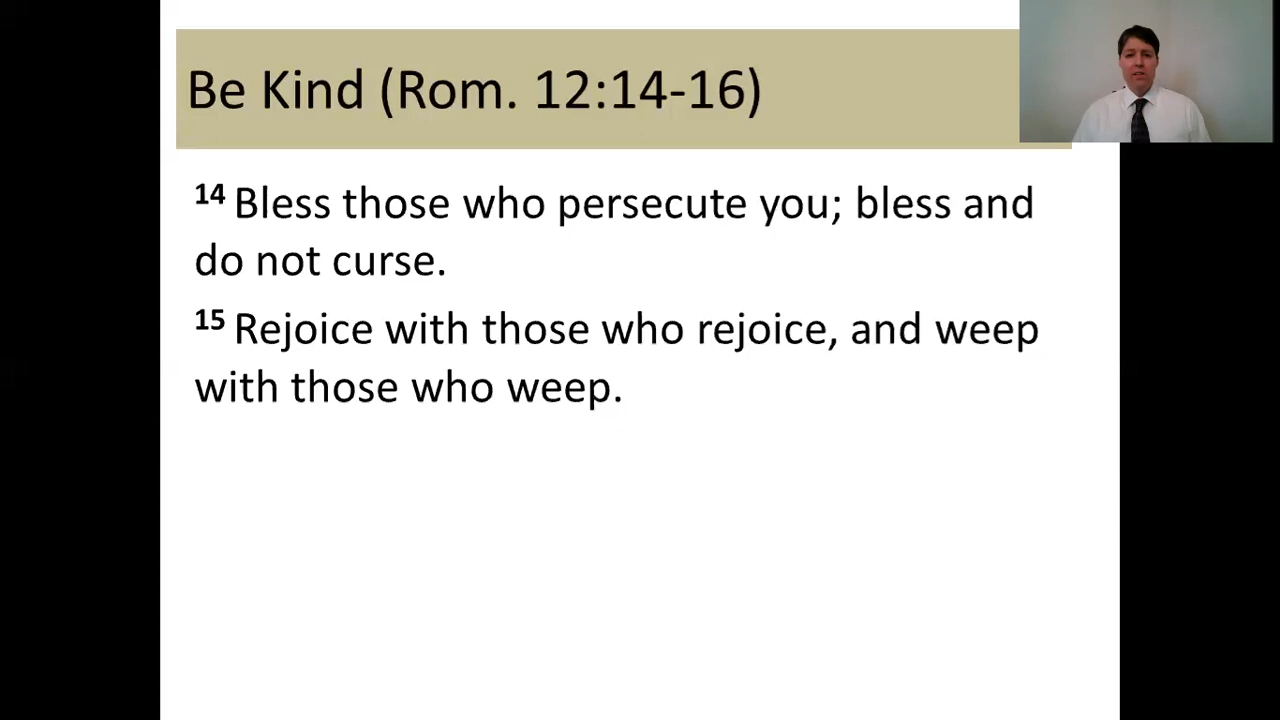 Be Kind (Rom. 12:14-16)
14 Bless those who persecute you; bless and
do not curse.
15 Rejoice with those who rejoice, and weep
with those who weep.